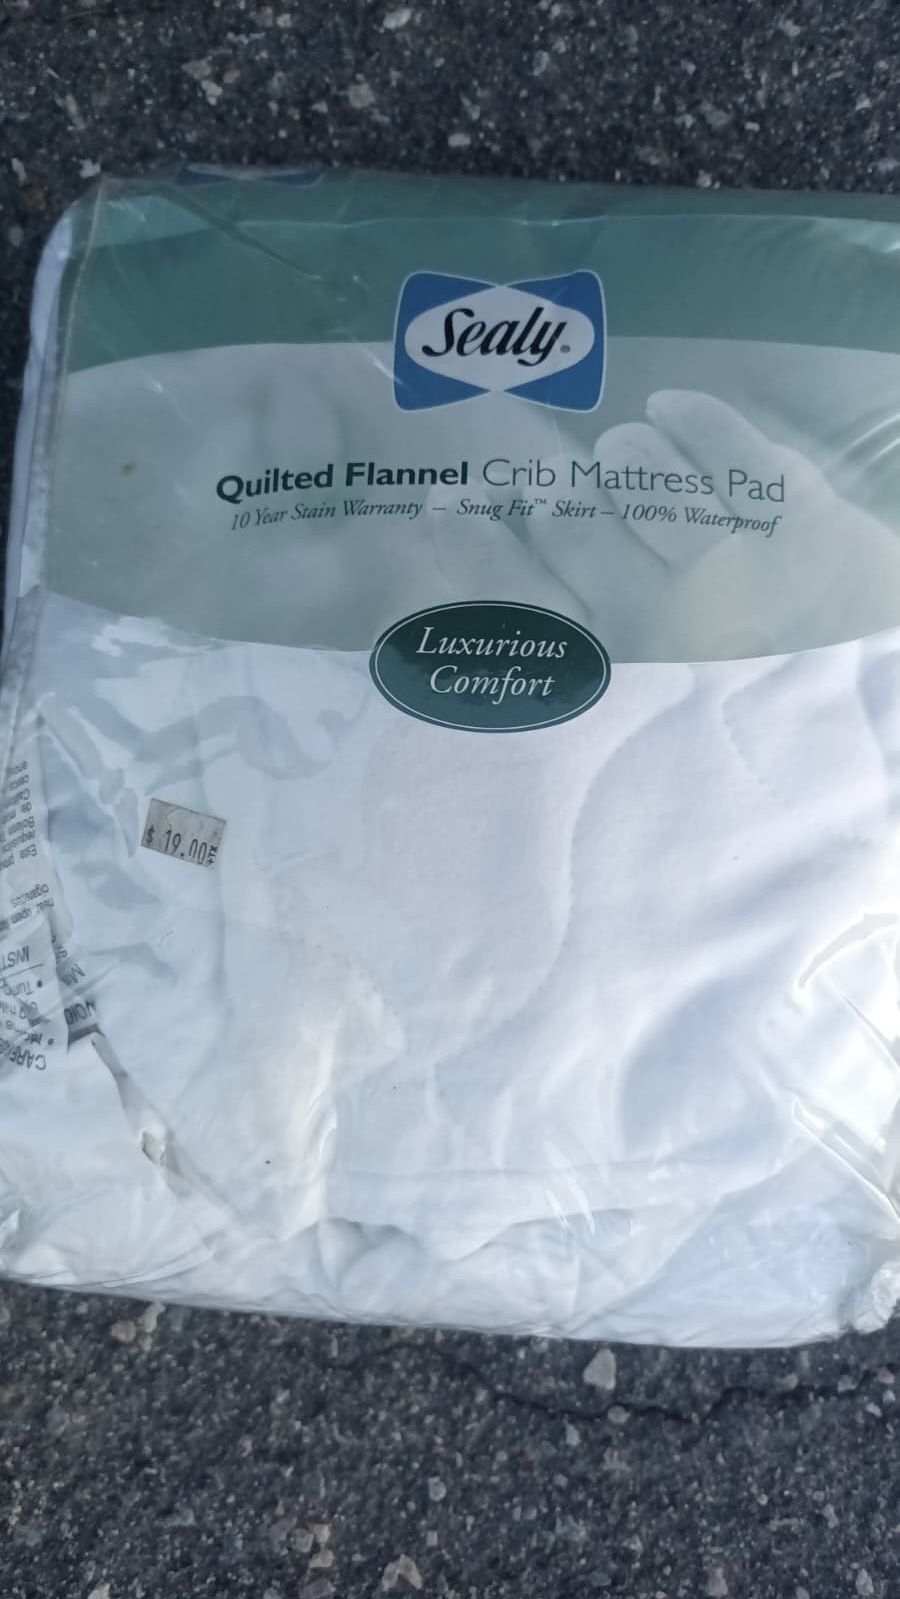 Sealy®
Quilted Flannel Crib Mattress Pad
10 Year Stain Warranty – Snug Fit™ Skirt – 100% Waterproof
Luxurious
Comfort
$ 19.00